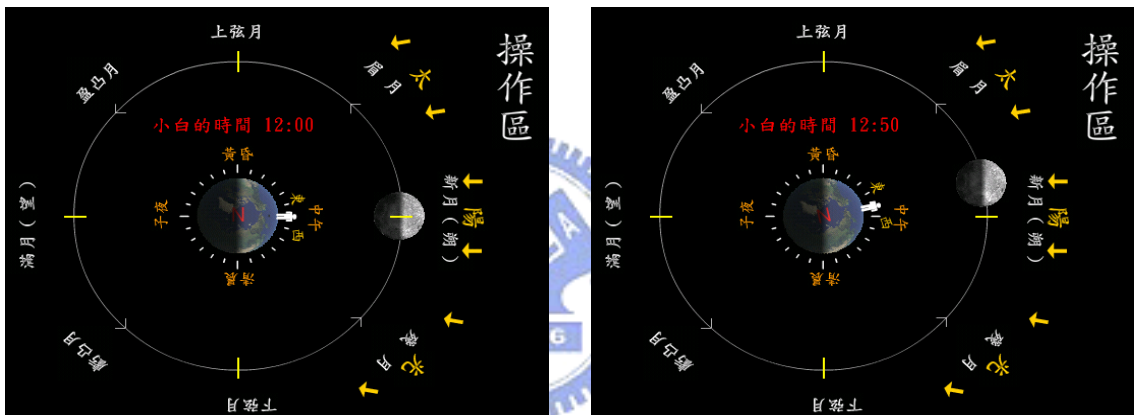 操作區
上弦月
太
眉月
盈凸月
小白的時間 12:00
黃昏
東
子夜
中午
西
清晨
新月(朔)
陽
滿月(望)
虧凸月
殘月
光
下弦月
操作區
上弦月
太
眉月
盈凸月
小白的時間 12:50
黃昏
東
子夜
中午
西
清晨
新月(朔)
陽
滿月(望)
虧凸月
殘月
光
下弦月